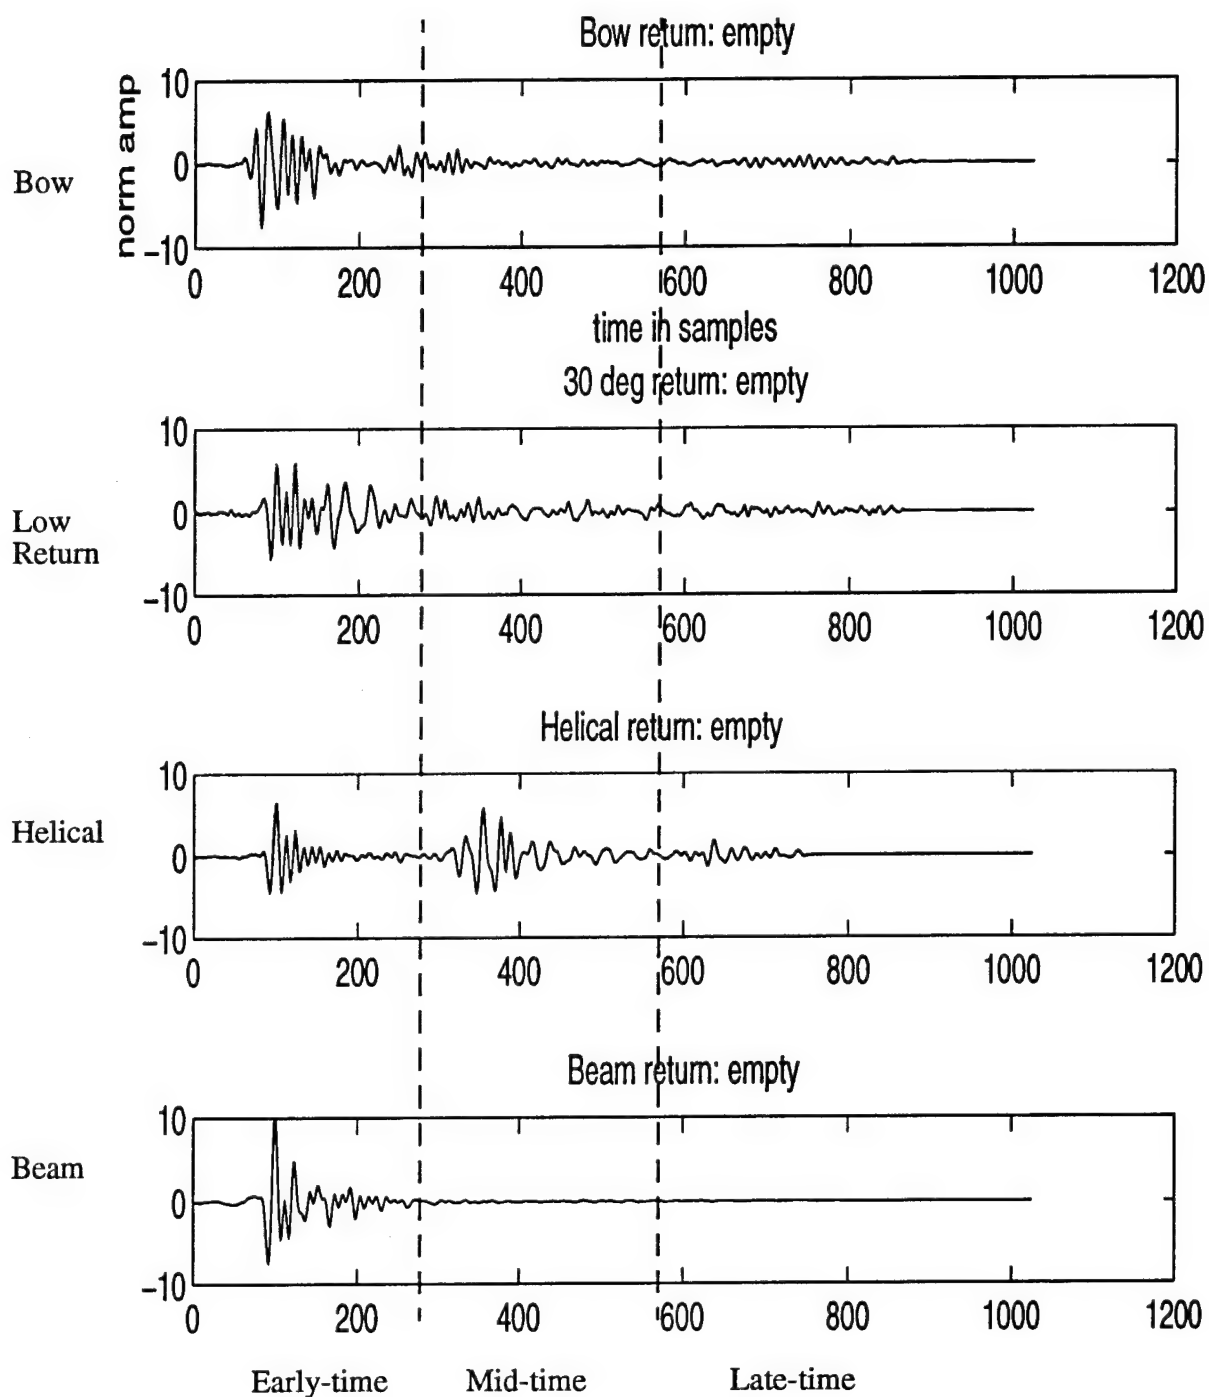 Bow return: empty
10
0
-10
norm amp
Bow
0 200 400 600 800 1000 1200
time in samples
30 deg return: empty
10
0
-10
Low
Return
0 200 400 600 800 1000 1200
Helical return: empty
10
0
-10
Helical
0 200 400 600 800 1000 1200
Beam return: empty
10
0
-10
Beam
0 200 400 600 800 1000 1200
Early-time Mid-time Late-time